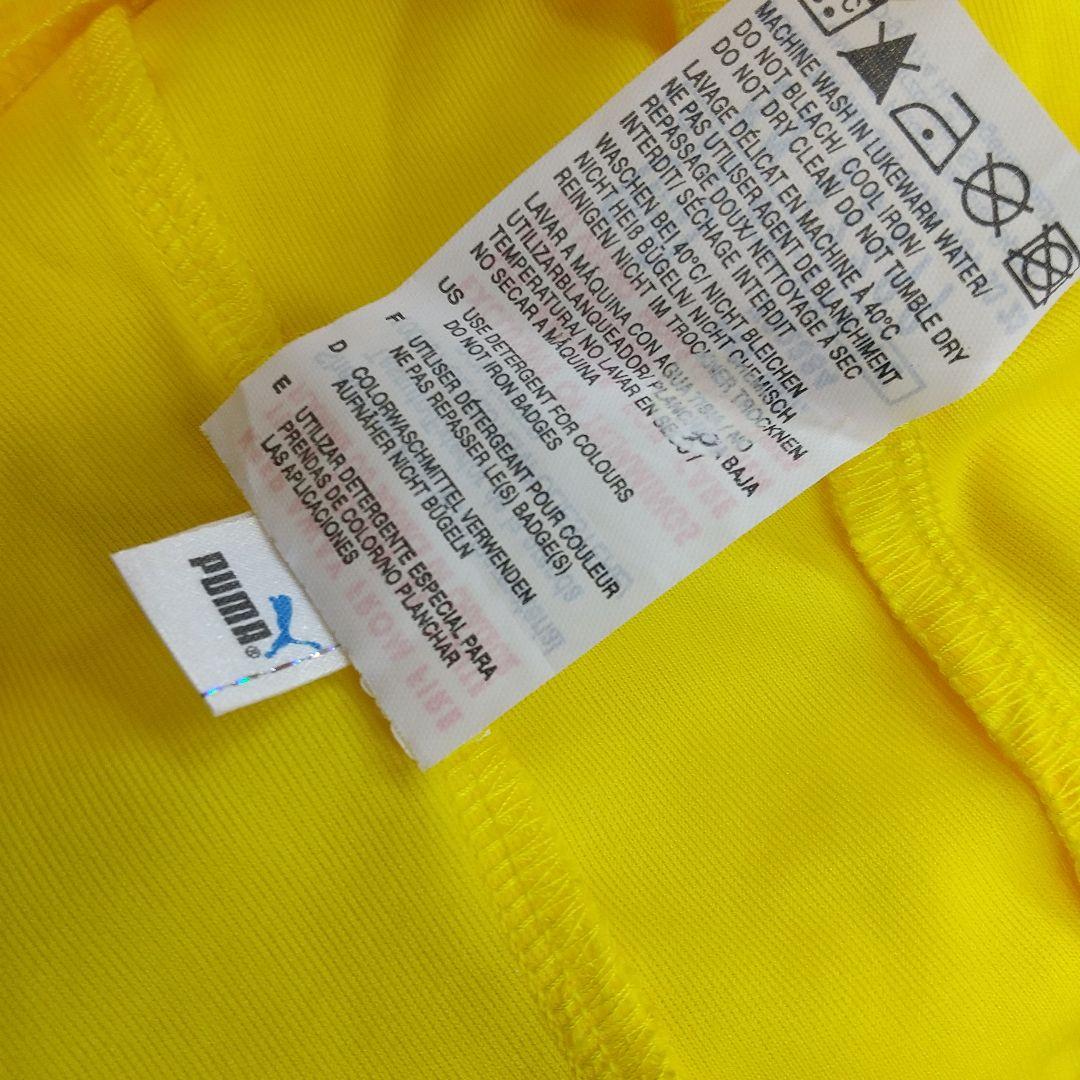 MACHINE WASH IN LUKEWARM WATER/
DO NOT BLEACH/ COOL IRON/
DO NOT DRY CLEAN/ DO NOT TUMBLE DRY
LAVAGE DÉLICAT EN MACHINE À 40°C
NE PAS UTILISER AGENT DE BLANCHIMENT
REPASSAGE DOUX/ NETTOYAGE À SEC
INTERDIT/ SÉCHAGE INTERDIT
WASCHEN BEI 40°C/ NICHT BLEICHEN
NICHT HEIß BÜGELN/ NICHT CHEMISCH
REINIGEN/ NICHT IM TROCKNER TROCKNEN
LAVAR A MÁQUINA CON AGUA TIBIA/ NO
UTILIZARBLANQUEADOR/ PLANCHA BAJA
TEMPERATURA/ NO LAVAR EN SECO/
NO SECAR A MÁQUINA
US USE DETERGENT FOR COLOURS
DO NOT IRON BADGES
F UTILISER DÉTERGEANT POUR COULEUR
NE PAS REPASSER LE(S) BADGE(S)
D COLORWASCHMITTEL VERWENDEN
AUFNÄHER NICHT BÜGELN
E UTILIZAR DETERGENTE ESPECIAL PARA
PRENDAS DE COLOR/NO PLANCHAR
LAS APLICACIONES
PUMA®